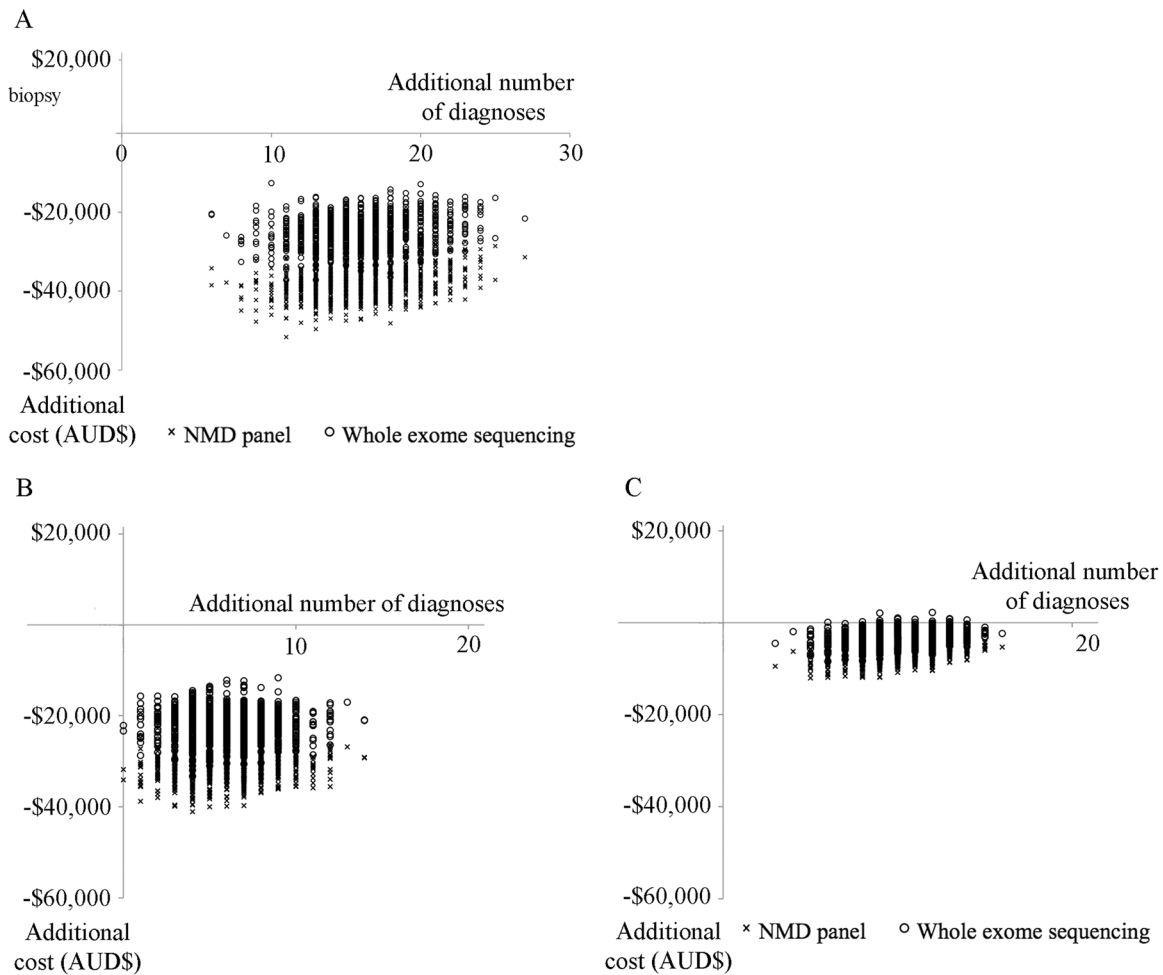 A
$20,000
biopsy
Additional number
of diagnoses
0
10
20
30
-$20,000
-$40,000
-$60,000
Additional
cost (AUD$)
× NMD panel
○ Whole exome sequencing
B
$20,000
Additional number of diagnoses
10
20
-$20,000
-$40,000
-$60,000
Additional
cost (AUD$)
C
$20,000
Additional number
of diagnoses
20
-$20,000
-$40,000
-$60,000
Additional
cost (AUD$)
× NMD panel
○ Whole exome sequencing